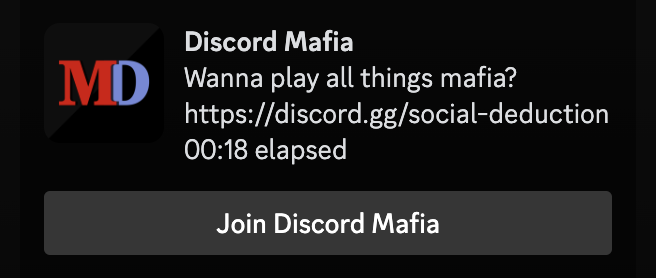 MD
Discord Mafia
Wanna play all things mafia?
https://discord.gg/social-deduction
00:18 elapsed
Join Discord Mafia